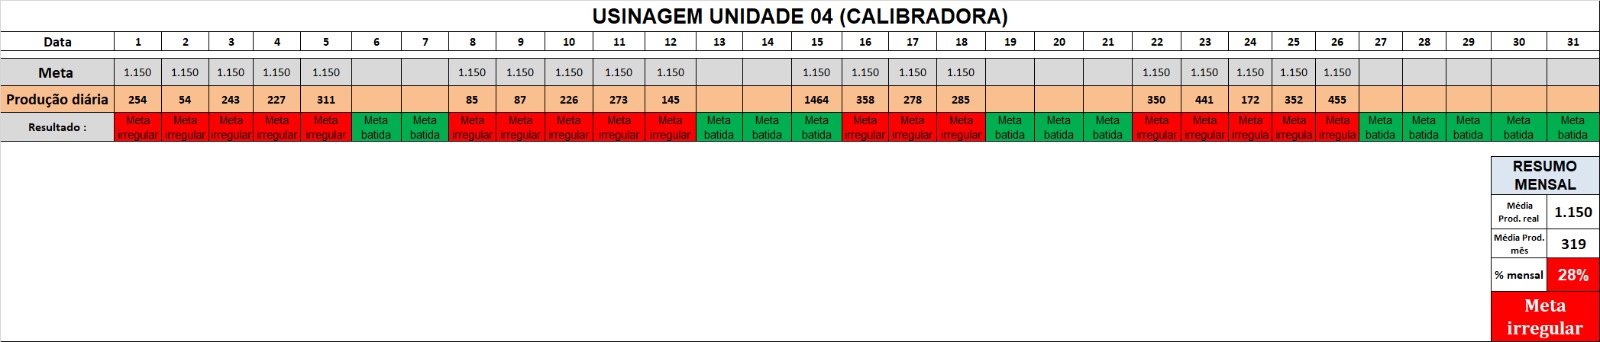 USINAGEM UNIDADE 04 (CALIBRADORA)
Data 1 2 3 4 5 6 7 8 9 10 11 12 13 14 15 16 17 18 19 20 21 22 23 24 25 26 27 28 29 30 31
Meta 1.150 1.150 1.150 1.150 1.150 1.150 1.150 1.150 1.150 1.150 1.150 1.150 1.150 1.150 1.150 1.150 1.150 1.150 1.150
Produção diária 254 54 243 227 311 85 87 226 273 145 1464 358 278 285 350 441 172 352 455
Resultado : Meta irregular Meta irregular Meta irregular Meta irregular Meta irregular Meta batida Meta batida Meta irregular Meta irregular Meta irregular Meta irregular Meta irregular Meta batida Meta batida Meta batida Meta irregular Meta irregular Meta irregular Meta batida Meta batida Meta batida Meta irregular Meta irregular Meta irregular Meta irregular Meta irregular Meta batida Meta batida Meta batida Meta batida Meta batida
RESUMO
MENSAL
Média
Prod. real 1.150
Média Prod.
mês 319
% mensal 28%
Meta
irregular